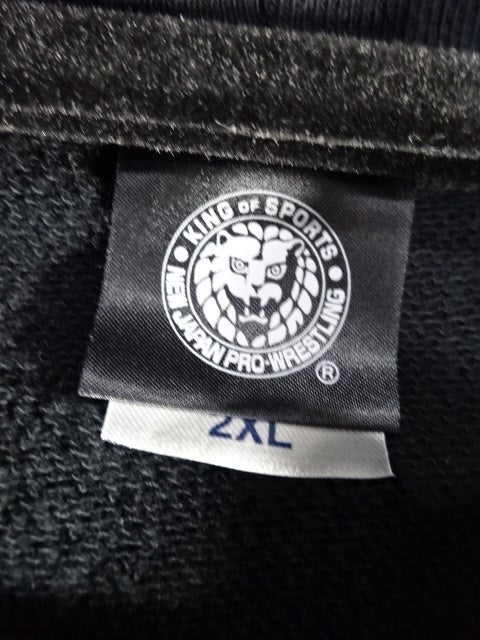 KING OF SPORTS
NEW JAPAN PRO-WRESTLING
®
2XL